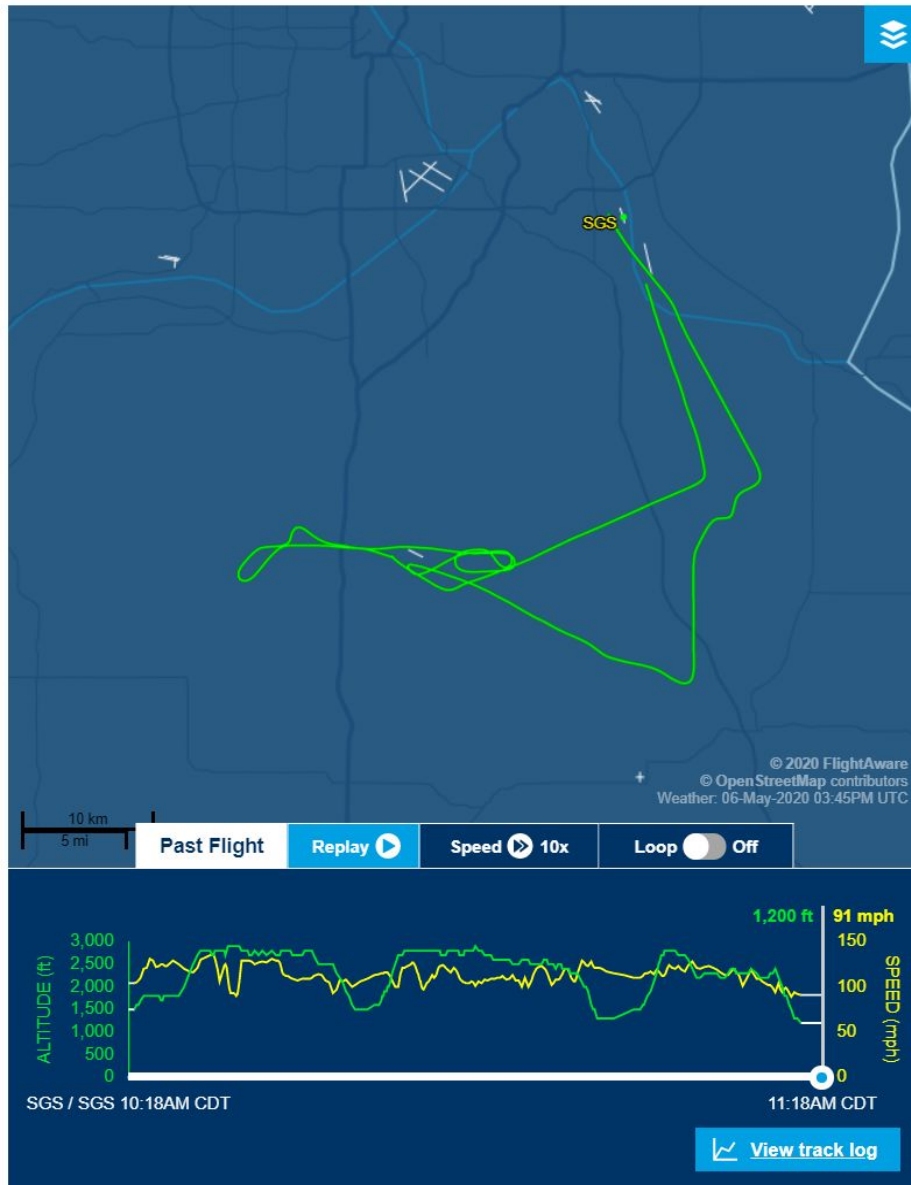 SGS
© 2020 FlightAware
© OpenStreetMap contributors
Weather: 06-May-2020 03:45PM UTC
10 km
5 mi
Past Flight
Replay
Speed 10x
Loop Off
1,200 ft 91 mph
3,000 150
2,500
2,000 100
1,500
1,000 50
500
0 0
ALTITUDE (ft)
SPEED (mph)
SGS / SGS 10:18AM CDT 11:18AM CDT
View track log